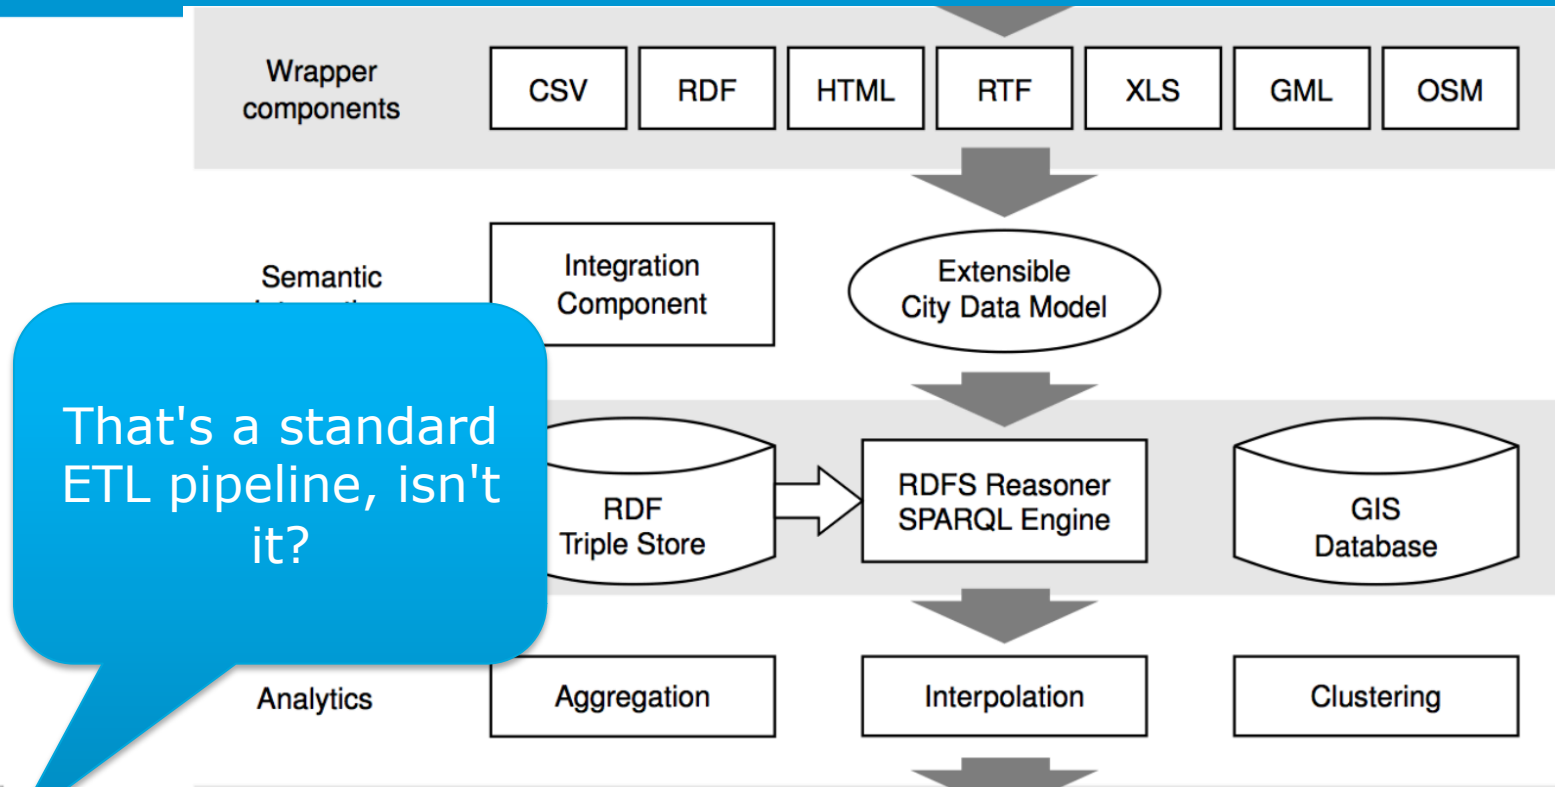 Wrapper
components
CSV
RDF
HTML
RTF
XLS
GML
OSM
Semantic
Integration
Component
Extensible
City Data Model
That's a standard
ETL pipeline, isn't
it?
RDF
Triple Store
RDFS Reasoner
SPARQL Engine
GIS
Database
Analytics
Aggregation
Interpolation
Clustering